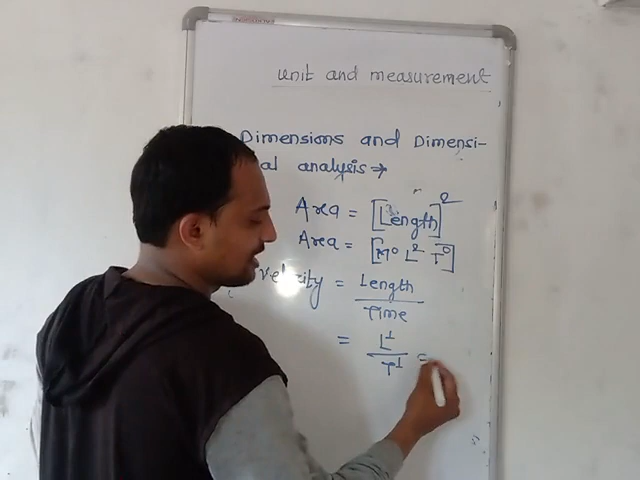 unit and measurement
Dimensions and Dimensi-
al analysis →
Area = [Length]²
Area = [M⁰ L² T⁰]
velocity = Length
Time
= L¹
T¹ =